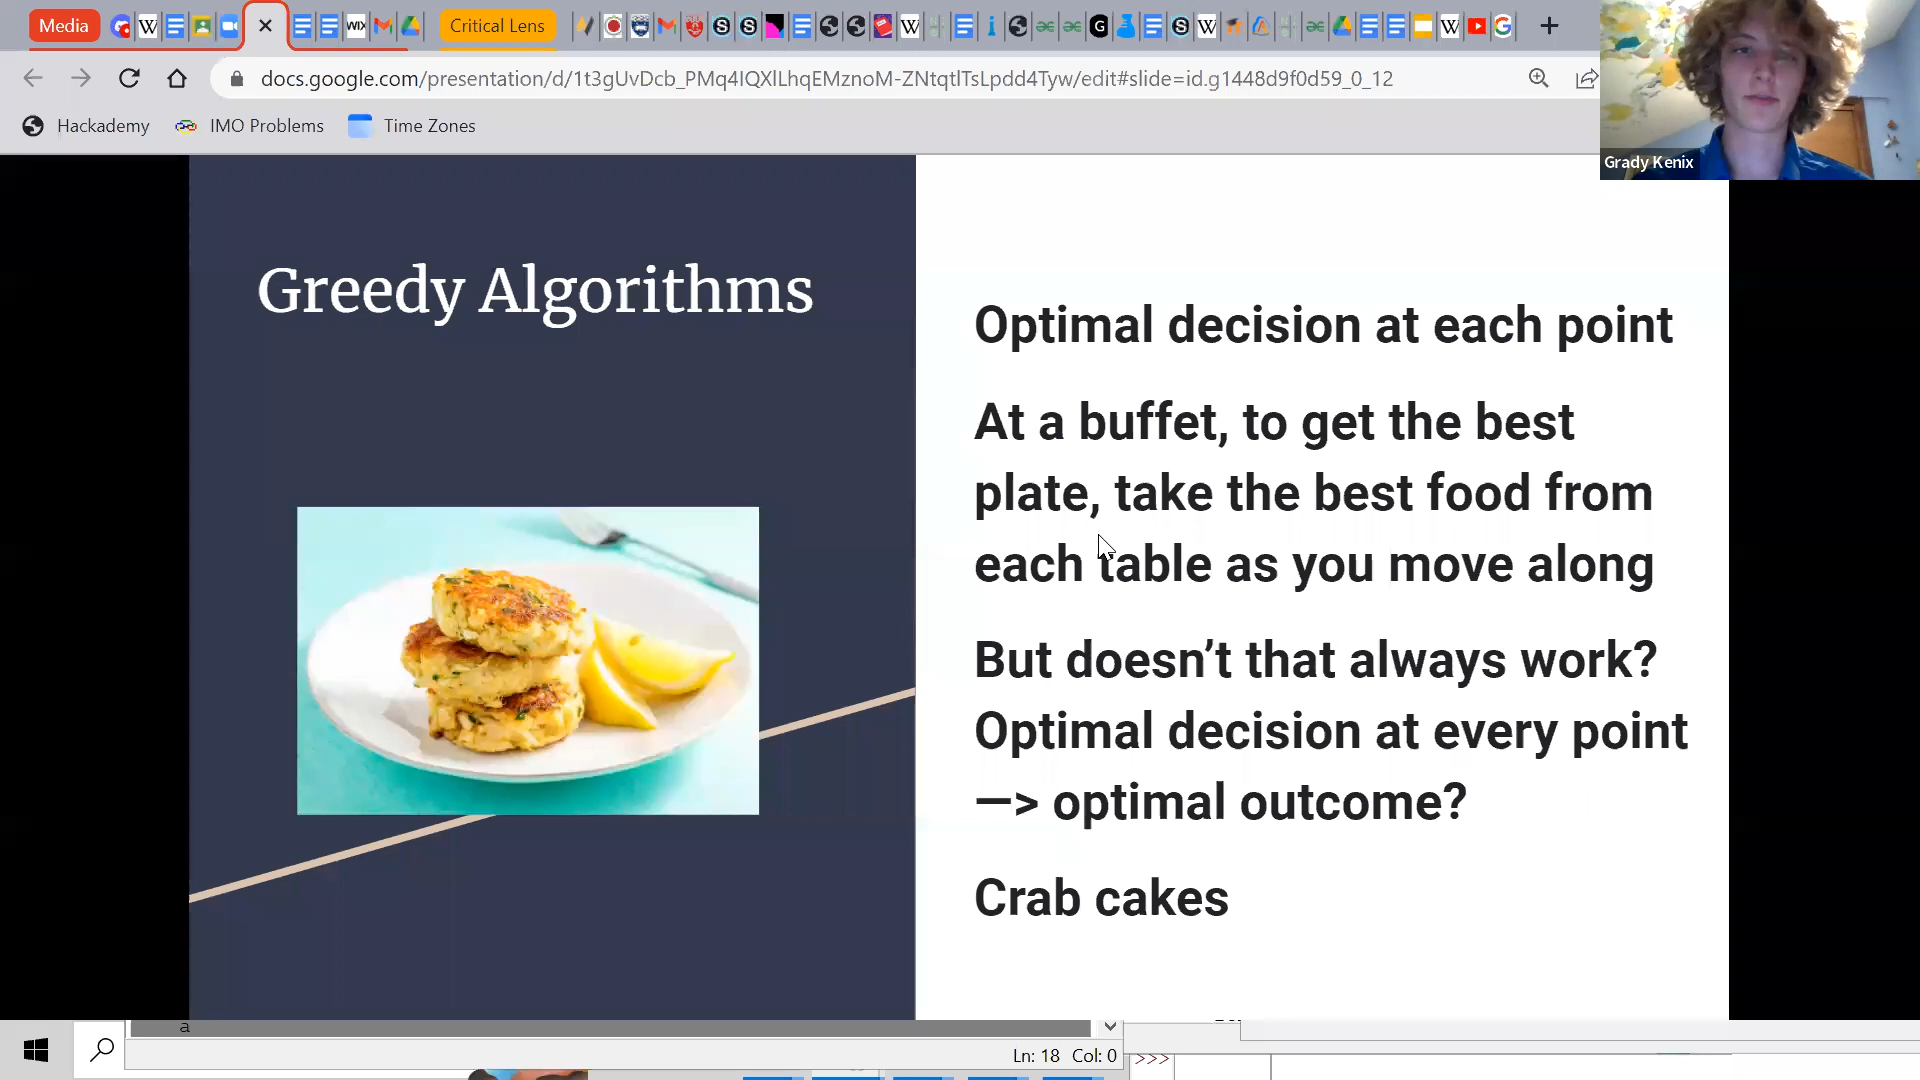 Media
Critical Lens
docs.google.com/presentation/d/1t3gUvDcb_PMq4IQXlLhqEMznoM-ZNtqtlTsLpdd4Tyw/edit#slide=id.g1448d9f0d59_0_12
Hackademy
IMO Problems
Time Zones
Grady Kenix
Greedy Algorithms
Optimal decision at each point
At a buffet, to get the best
plate, take the best food from
each table as you move along
But doesn’t that always work?
Optimal decision at every point
—> optimal outcome?
Crab cakes
a
Ln: 18 Col: 0
>>>